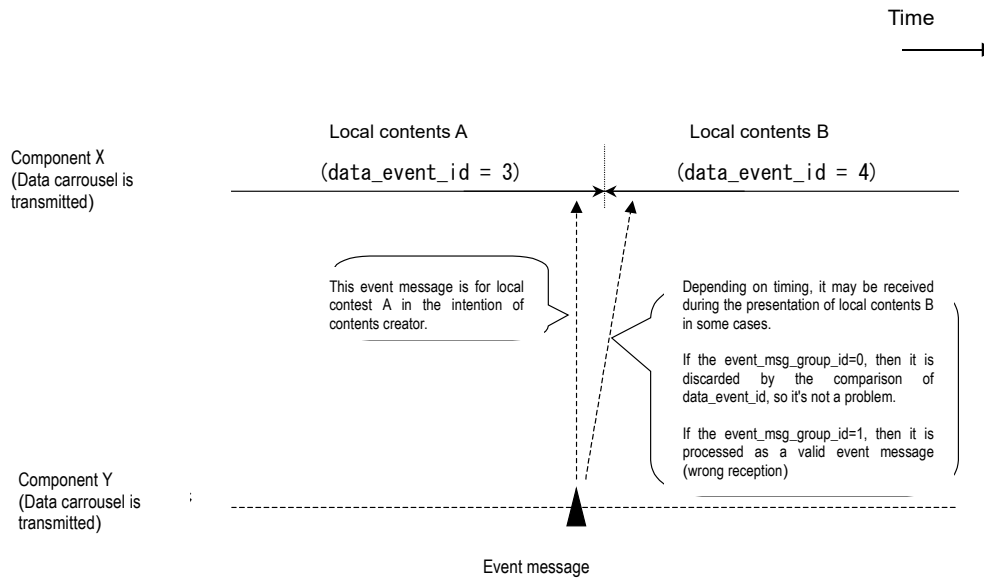 Time
Local contents A
Local contents B
Component X
(Data carrousel is
transmitted)
(data_event_id = 3)
(data_event_id = 4)
This event message is for local
contest A in the intention of
contents creator.
Depending on timing, it may be received
during the presentation of local contents B
in some cases.
If the event_msg_group_id=0, then it is
discarded by the comparison of
data_event_id, so it's not a problem.
If the event_msg_group_id=1, then it is
processed as a valid event message
(wrong reception)
Component Y
(Data carrousel is
transmitted)
;
Event message